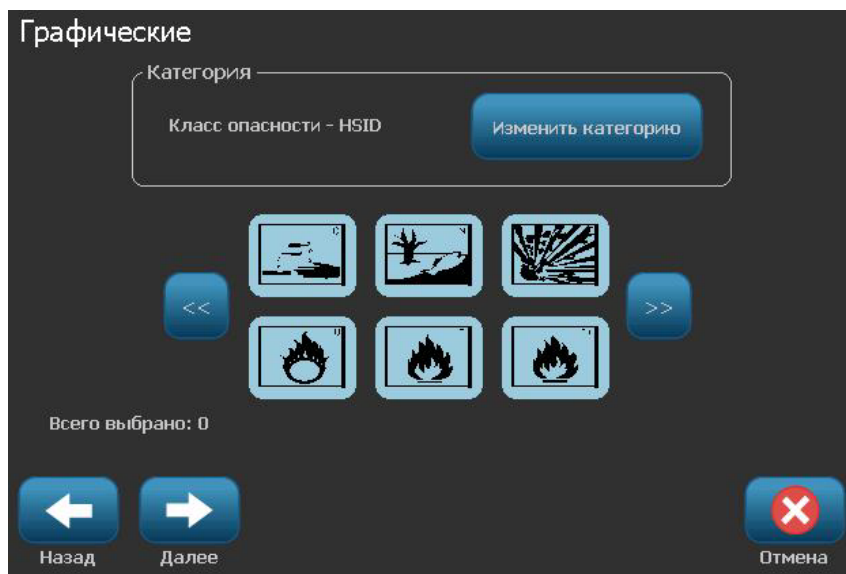 Графические
Категория
Класс опасности - HSID
Изменить категорию
<<
>>
Всего выбрано: 0
Назад
Далее
Отмена